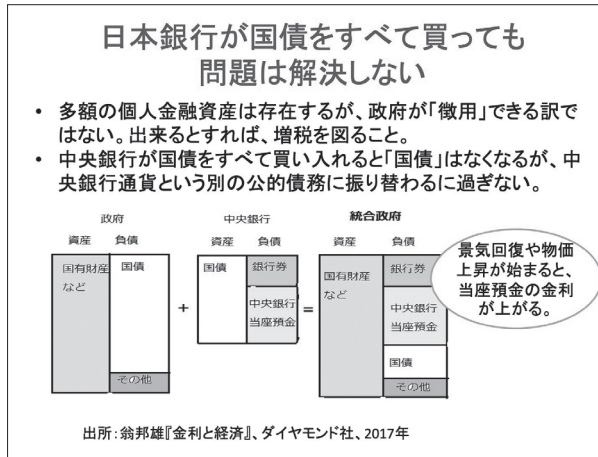 日本銀行が国債をすべて買っても
問題は解決しない
• 多額の個人金融資産は存在するが、政府が「徴用」できる訳で
はない。出来るとすれば、増税を図ること。
• 中央銀行が国債をすべて買い入れると「国債」はなくなるが、中
央銀行通貨という別の公的債務に振り替わるに過ぎない。
政府
資産 負債
国有財産
など
国債
その他
+
中央銀行
資産 負債
国債
銀行券
中央銀行
当座預金
=
統合政府
資産 負債
国有財産
など
銀行券
中央銀行
当座預金
国債
その他
景気回復や物価
上昇が始まると、
当座預金の金利
が上がる。
出所:翁邦雄『金利と経済』、ダイヤモンド社、2017年